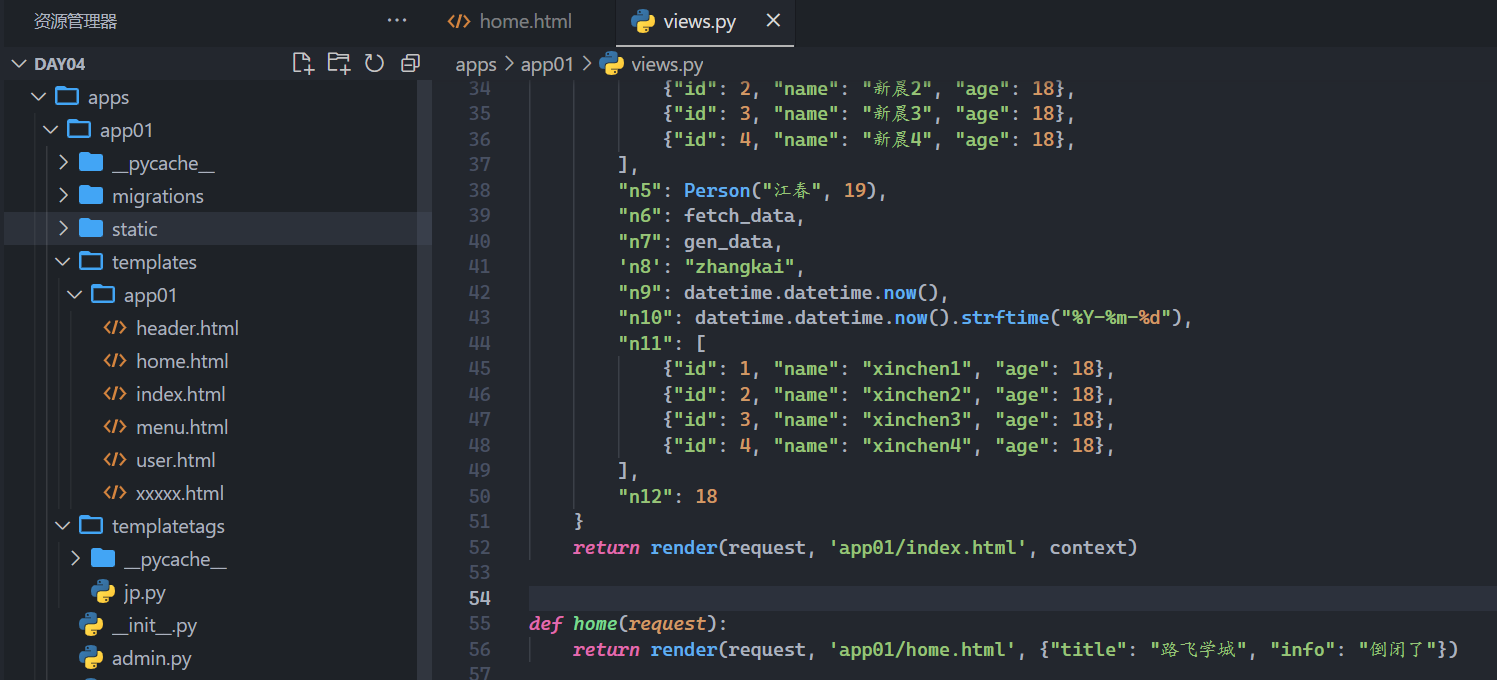 资源管理器
home.html
views.py
DAY04
apps > app01 > views.py
apps
app01
__pycache__
migrations
static
templates
app01
header.html
home.html
index.html
menu.html
user.html
xxxxx.html
templatetags
__pycache__
jp.py
__init__.py
admin.py
34 {"id": 2, "name": "新晨2", "age": 18},
35 {"id": 3, "name": "新晨3", "age": 18},
36 {"id": 4, "name": "新晨4", "age": 18},
37 ],
38 "n5": Person("江春", 19),
39 "n6": fetch_data,
40 "n7": gen_data,
41 'n8': "zhangkai",
42 "n9": datetime.datetime.now(),
43 "n10": datetime.datetime.now().strftime("%Y-%m-%d"),
44 "n11": [
45 {"id": 1, "name": "xinchen1", "age": 18},
46 {"id": 2, "name": "xinchen2", "age": 18},
47 {"id": 3, "name": "xinchen3", "age": 18},
48 {"id": 4, "name": "xinchen4", "age": 18},
49 ],
50 "n12": 18
51 }
52 return render(request, 'app01/index.html', context)
53
54
55 def home(request):
56 return render(request, 'app01/home.html', {"title": "路飞学城", "info": "倒闭了"})
57